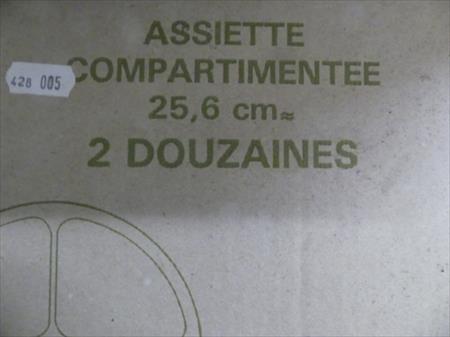 ASSIETTE
COMPARTIMENTEE
25,6 cm≈
2 DOUZAINES
428 005